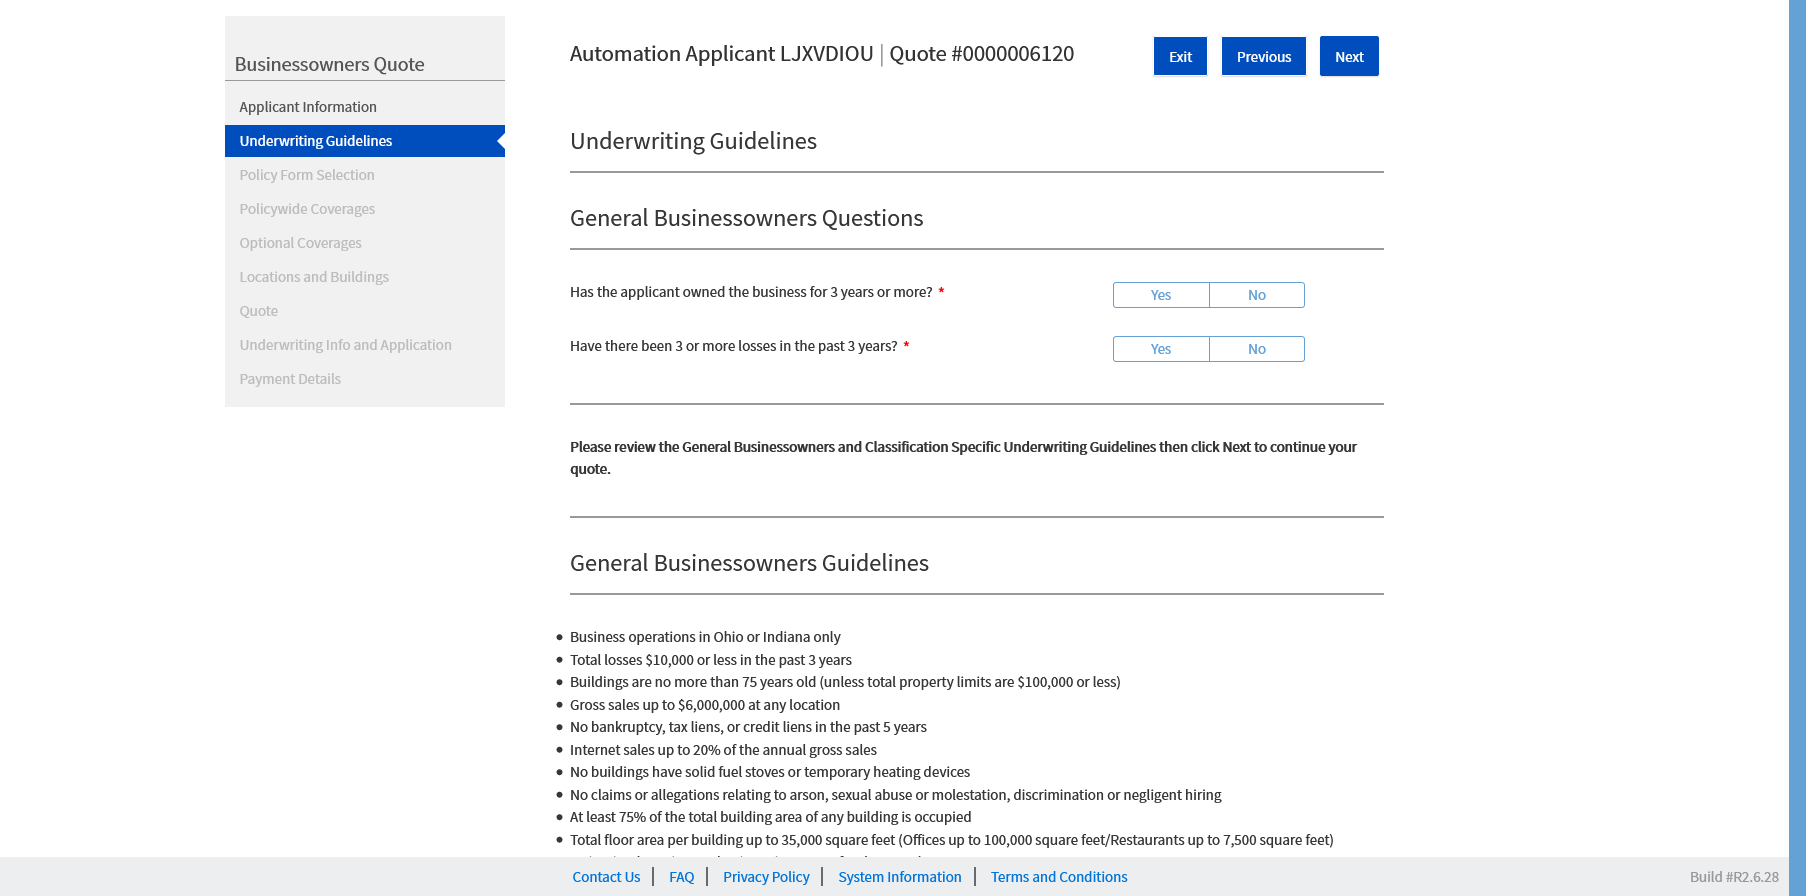 Businessowners Quote
Applicant Information
Underwriting Guidelines
Policy Form Selection
Policywide Coverages
Optional Coverages
Locations and Buildings
Quote
Underwriting Info and Application
Payment Details
Automation Applicant LJXVDIOU | Quote #0000006120
Exit
Previous
Next
Underwriting Guidelines
General Businessowners Questions
Has the applicant owned the business for 3 years or more? *
Yes
No
Have there been 3 or more losses in the past 3 years? *
Yes
No
Please review the General Businessowners and Classification Specific Underwriting Guidelines then click Next to continue your
quote.
General Businessowners Guidelines
• Business operations in Ohio or Indiana only
• Total losses $10,000 or less in the past 3 years
• Buildings are no more than 75 years old (unless total property limits are $100,000 or less)
• Gross sales up to $6,000,000 at any location
• No bankruptcy, tax liens, or credit liens in the past 5 years
• Internet sales up to 20% of the annual gross sales
• No buildings have solid fuel stoves or temporary heating devices
• No claims or allegations relating to arson, sexual abuse or molestation, discrimination or negligent hiring
• At least 75% of the total building area of any building is occupied
• Total floor area per building up to 35,000 square feet (Offices up to 100,000 square feet/Restaurants up to 7,500 square feet)
Contact Us | FAQ | Privacy Policy | System Information | Terms and Conditions
Build #R2.6.28